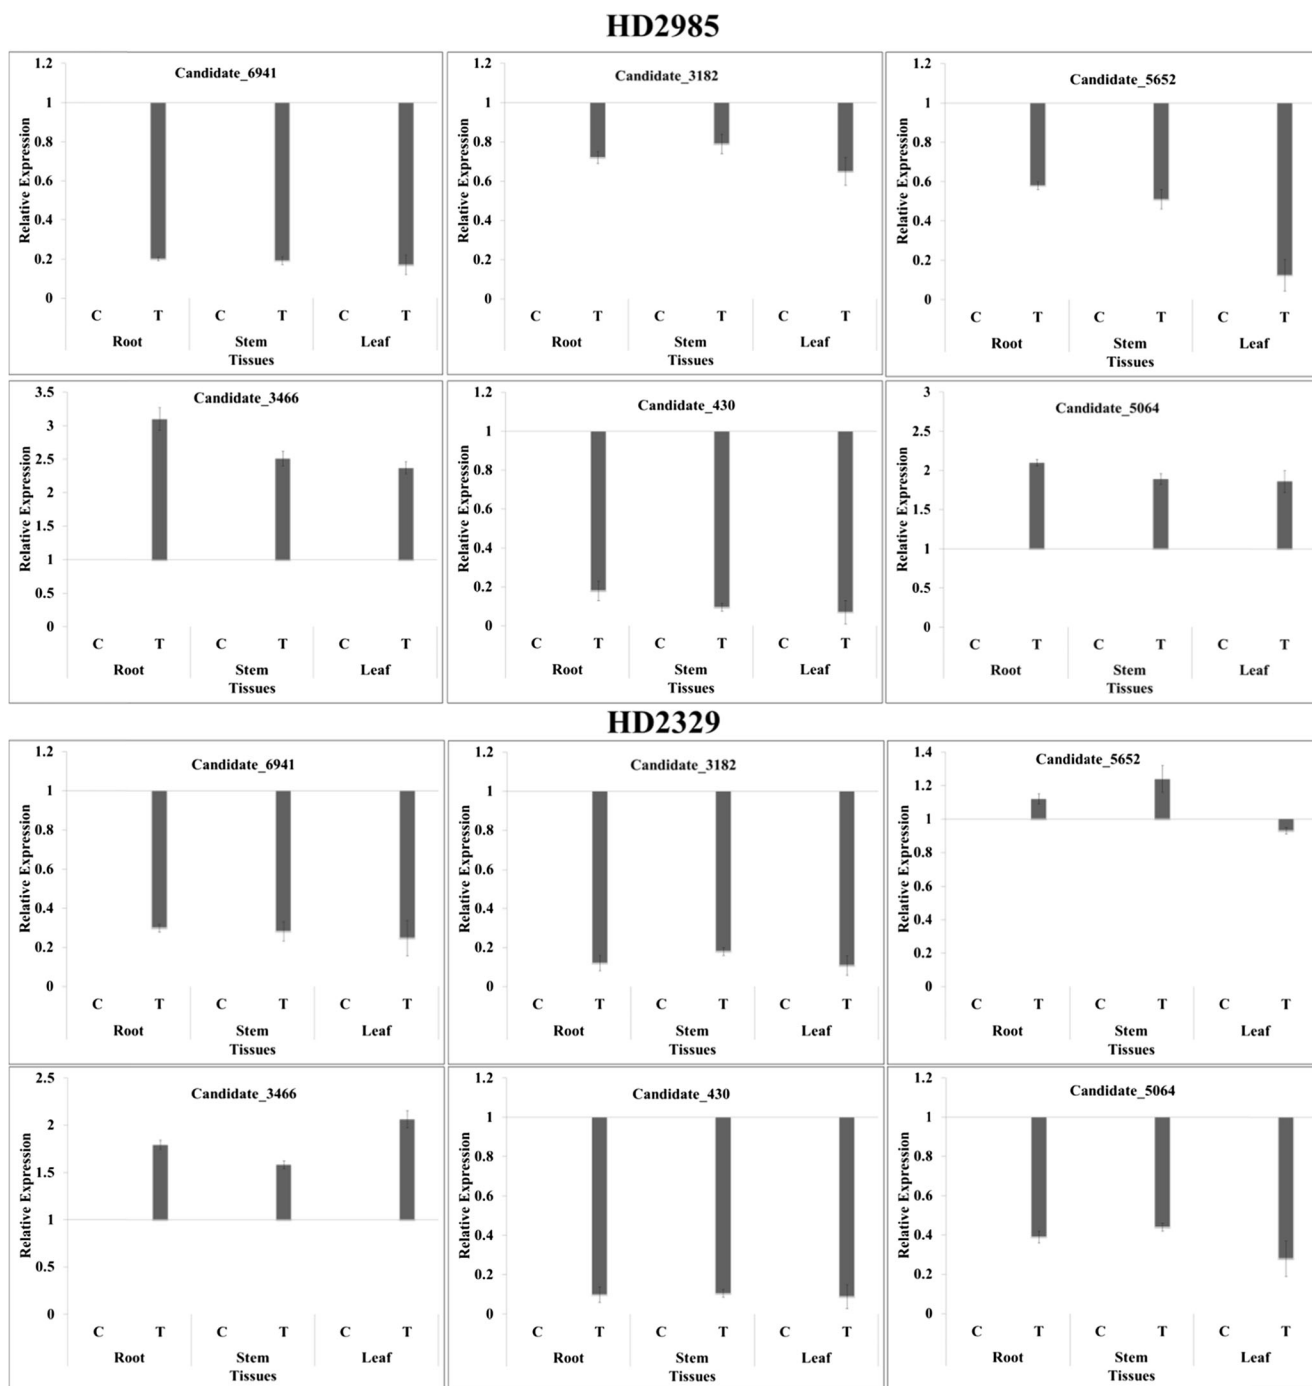 HD2985
Candidate_6941
Relative Expression
1.2
1
0.8
0.6
0.4
0.2
0
C T C T C T
Root Stem Leaf
Tissues
Candidate_3182
Relative Expression
1.2
1
0.8
0.6
0.4
0.2
0
C T C T C T
Root Stem Leaf
Tissues
Candidate_5652
Relative Expression
1.2
1
0.8
0.6
0.4
0.2
0
C T C T C T
Root Stem Leaf
Tissues
Candidate_3466
Relative Expression
3.5
3
2.5
2
1.5
1
0.5
0
C T C T C T
Root Stem Leaf
Tissues
Candidate_430
Relative Expression
1.2
1
0.8
0.6
0.4
0.2
0
C T C T C T
Root Stem Leaf
Tissues
Candidate_5064
Relative Expression
3
2.5
2
1.5
1
0.5
0
C T C T C T
Root Stem Leaf
Tissues
HD2329
Candidate_6941
Relative Expression
1.2
1
0.8
0.6
0.4
0.2
0
C T C T C T
Root Stem Leaf
Tissues
Candidate_3182
Relative Expression
1.2
1
0.8
0.6
0.4
0.2
0
C T C T C T
Root Stem Leaf
Tissues
Candidate_5652
Relative Expression
1.4
1.2
1
0.8
0.6
0.4
0.2
0
C T C T C T
Root Stem Leaf
Tissues
Candidate_3466
Relative Expression
2.5
2
1.5
1
0.5
0
C T C T C T
Root Stem Leaf
Tissues
Candidate_430
Relative Expression
1.2
1
0.8
0.6
0.4
0.2
0
C T C T C T
Root Stem Leaf
Tissues
Candidate_5064
Relative Expression
1.2
1
0.8
0.6
0.4
0.2
0
C T C T C T
Root Stem Leaf
Tissues